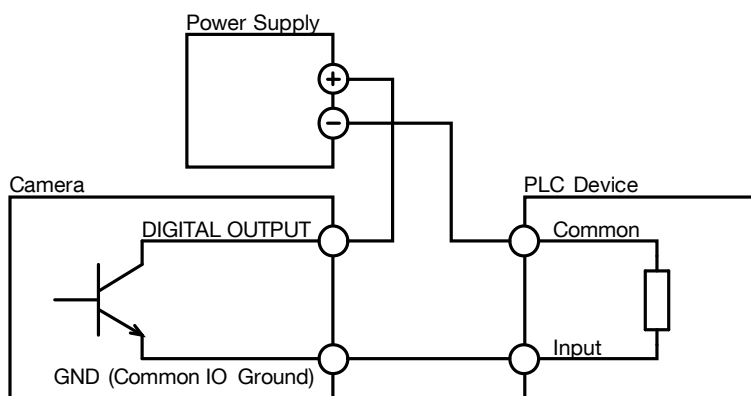 Power Supply
+
−
Camera
PLC Device
DIGITAL OUTPUT
Common
Input
GND (Common IO Ground)